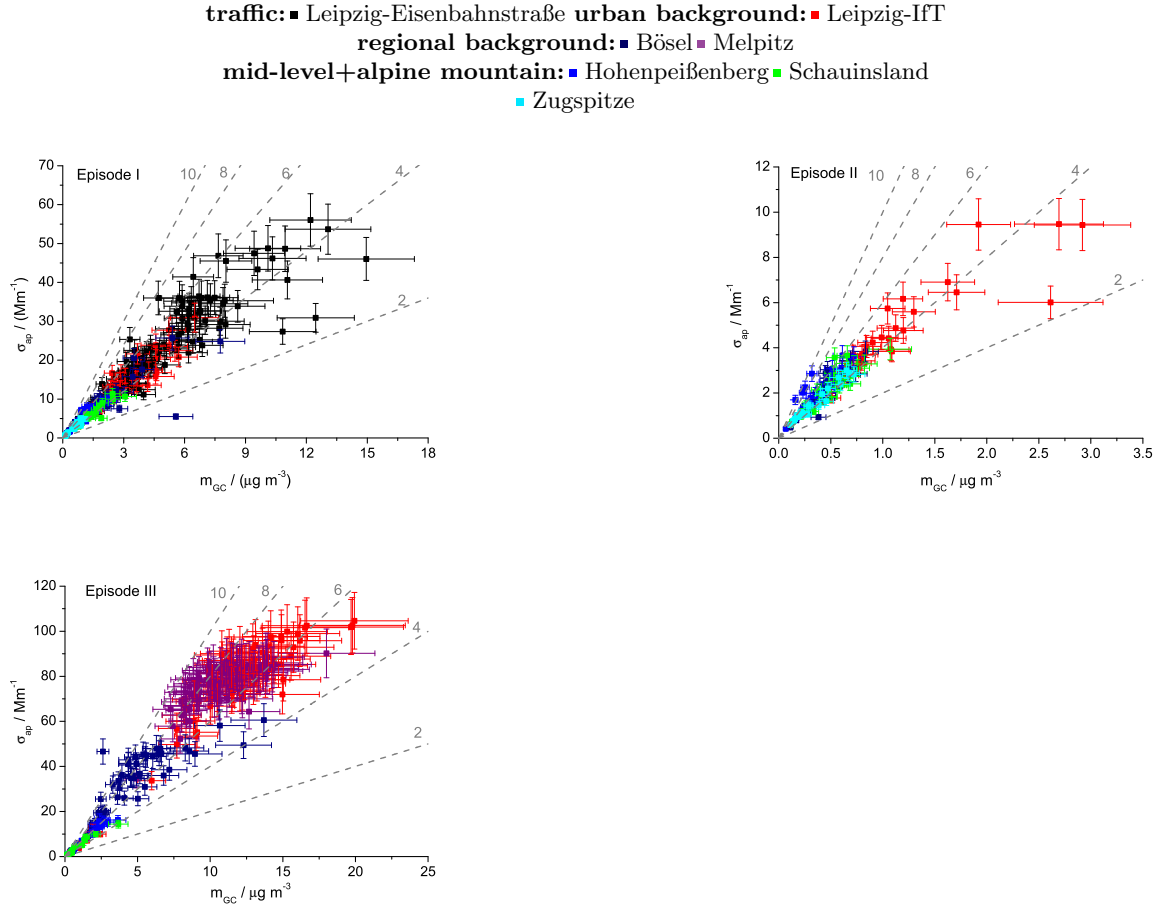 traffic: Leipzig-Eisenbahnstraße urban background: Leipzig-IfT
regional background: Bösel Melpitz
mid-level+alpine mountain: Hohenpeißenberg Schauinsland
Zugspitze
Episode I
10 8 6 4 2
70
60
50
40
30
20
10
0
σap / (Mm-1)
0 3 6 9 12 15 18
mGC / (μg m-3)
Episode II
10 8 6 4 2
12
10
8
6
4
2
0
σap / Mm-1
0.0 0.5 1.0 1.5 2.0 2.5 3.0 3.5
mGC / μg m-3
Episode III
10 8 6 4 2
120
100
80
60
40
20
0
σap / Mm-1
0 5 10 15 20 25
mGC / μg m-3